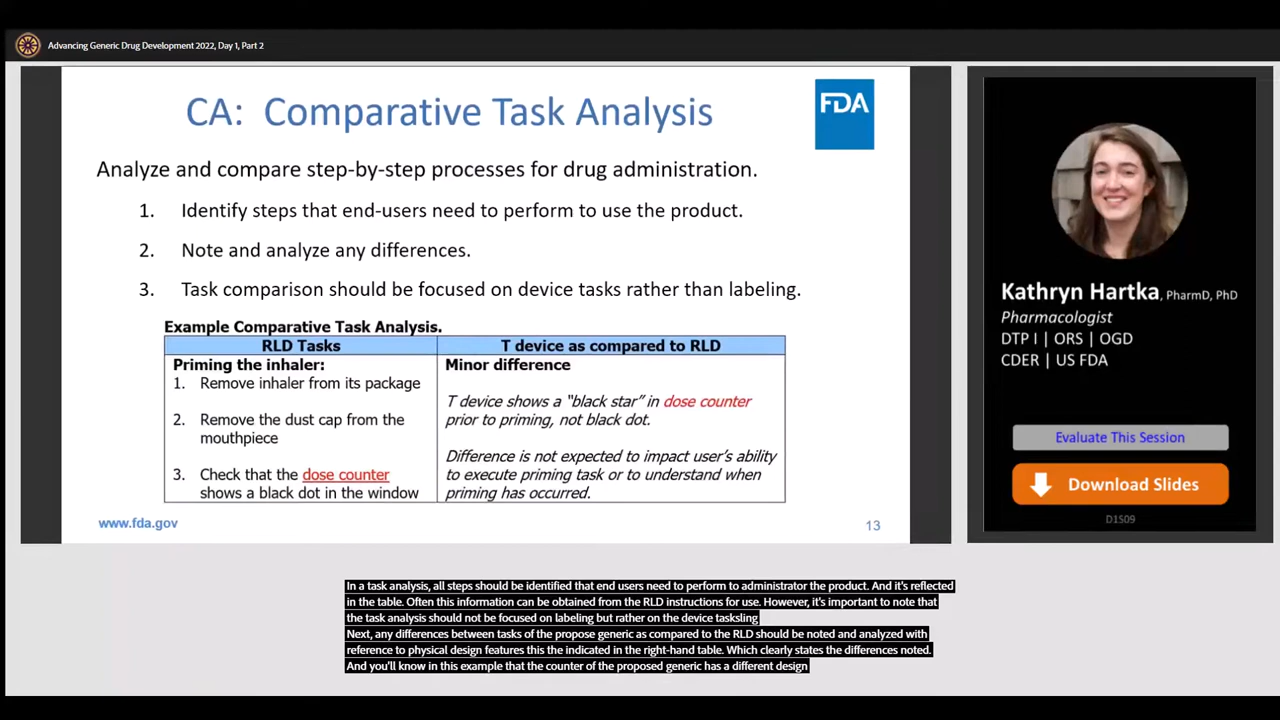 Advancing Generic Drug Development 2022, Day 1, Part 2
CA: Comparative Task Analysis
FDA
Analyze and compare step-by-step processes for drug administration.
1. Identify steps that end-users need to perform to use the product.
2. Note and analyze any differences.
3. Task comparison should be focused on device tasks rather than labeling.
Example Comparative Task Analysis.
RLD Tasks
Priming the inhaler:
1. Remove inhaler from its package
2. Remove the dust cap from the
mouthpiece
3. Check that the dose counter
shows a black dot in the window
T device as compared to RLD
Minor difference
T device shows a “black star” in dose counter
prior to priming, not black dot.
Difference is not expected to impact user’s ability
to execute priming task or to understand when
priming has occurred.
www.fda.gov
13
Kathryn Hartka, PharmD, PhD
Pharmacologist
DTP I | ORS | OGD
CDER | US FDA
Evaluate This Session
Download Slides
D1S09
In a task analysis, all steps should be identified that end users need to perform to administrator the product. And it's reflected
in the table. Often this information can be obtained from the RLD instructions for use. However, it's important to note that
the task analysis should not be focused on labeling but rather on the device tasksling
Next, any differences between tasks of the propose generic as compared to the RLD should be noted and analyzed with
reference to physical design features this the indicated in the right-hand table. Which clearly states the differences noted.
And you'll know in this example that the counter of the proposed generic has a different design